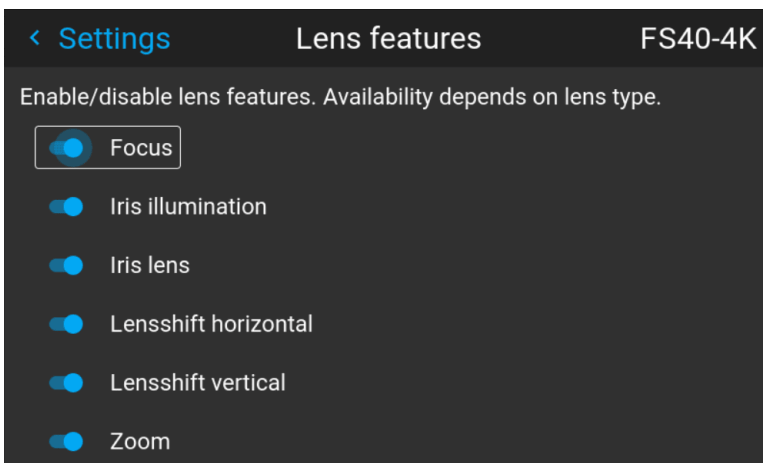 < Settings Lens features FS40-4K
Enable/disable lens features. Availability depends on lens type.
Focus
Iris illumination
Iris lens
Lensshift horizontal
Lensshift vertical
Zoom